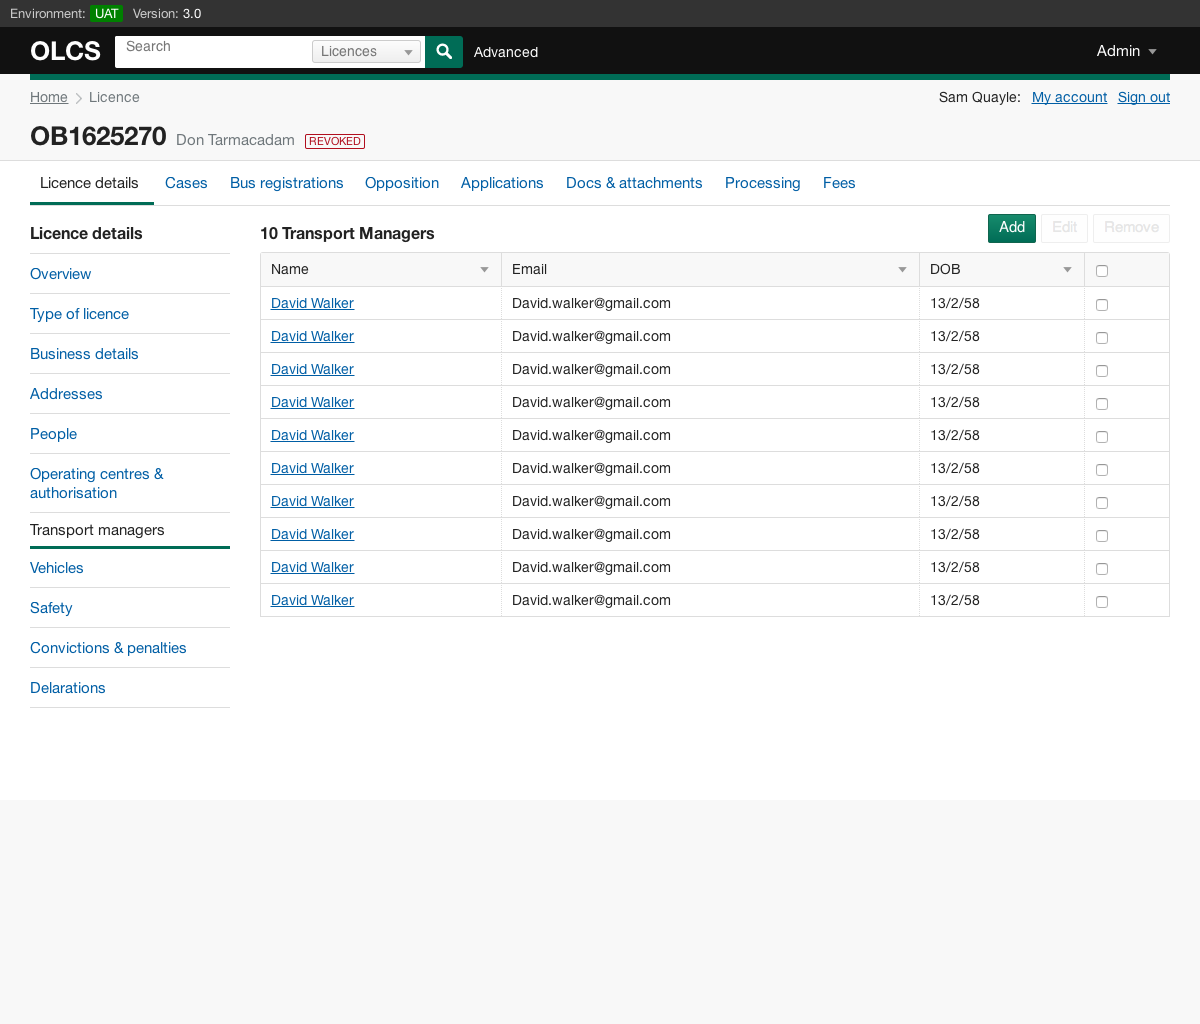 Environment: UAT Version: 3.0
OLCS Search Licences Advanced Admin
Home Licence Sam Quayle: My account Sign out
OB1625270 Don Tarmacadam REVOKED
Licence details Cases Bus registrations Opposition Applications Docs & attachments Processing Fees
Licence details
Overview
Type of licence
Business details
Addresses
People
Operating centres &
authorisation
Transport managers
Vehicles
Safety
Convictions & penalties
Delarations
10 Transport Managers Add Edit Remove
Name Email DOB
David Walker David.walker@gmail.com 13/2/58
David Walker David.walker@gmail.com 13/2/58
David Walker David.walker@gmail.com 13/2/58
David Walker David.walker@gmail.com 13/2/58
David Walker David.walker@gmail.com 13/2/58
David Walker David.walker@gmail.com 13/2/58
David Walker David.walker@gmail.com 13/2/58
David Walker David.walker@gmail.com 13/2/58
David Walker David.walker@gmail.com 13/2/58
David Walker David.walker@gmail.com 13/2/58